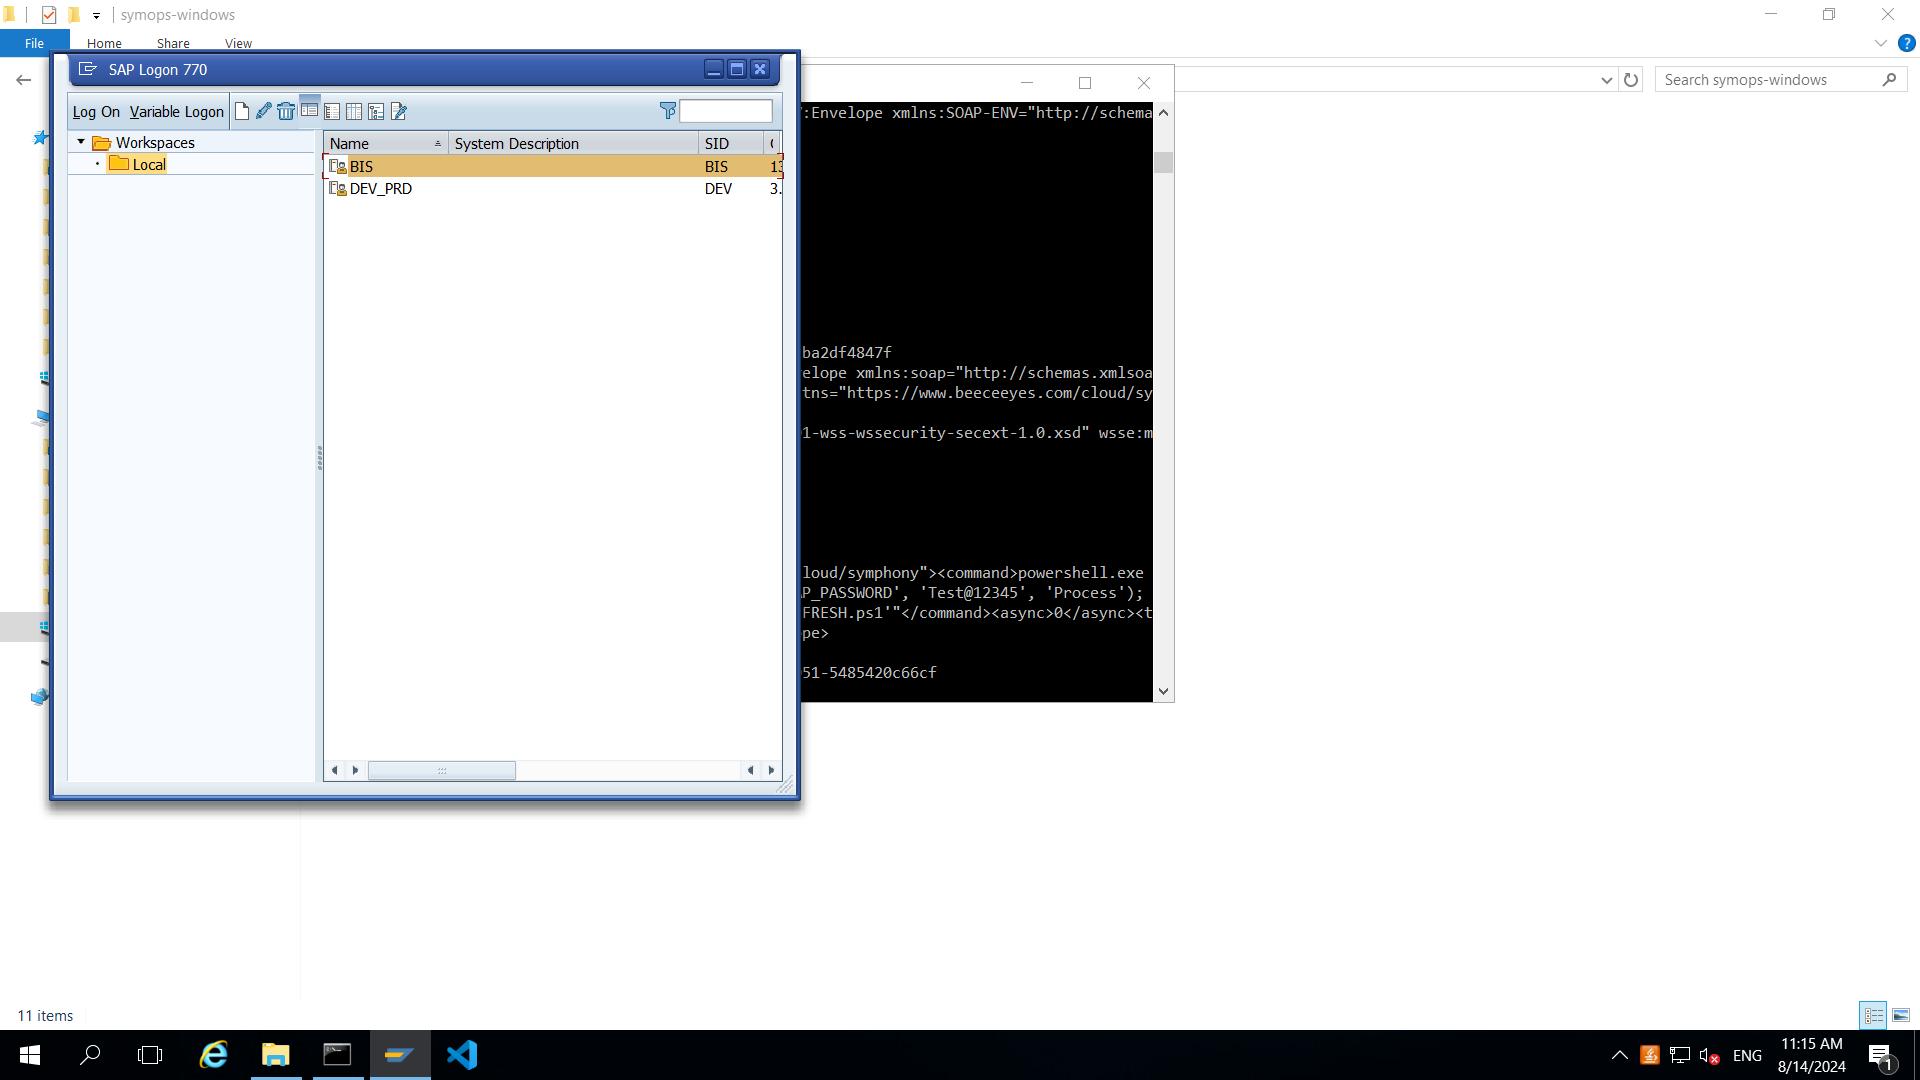 symops-windows
File Home Share View
SAP Logon 770
Search symops-windows
Log On Variable Logon
Workspaces
Local
Name System Description SID
BIS BIS 13
DEV_PRD DEV 3.
:Envelope xmlns:SOAP-ENV="http://schema
ba2df4847f
elope xmlns:soap="http://schemas.xmlsoa
tns="https://www.beeceeyes.com/cloud/sy
1-wss-wssecurity-secext-1.0.xsd" wsse:m
loud/symphony"><command>powershell.exe
P_PASSWORD', 'Test@12345', 'Process');
FRESH.ps1'"</command><async>0</async><t
pe>
51-5485420c66cf
11 items
ENG
11:15 AM
8/14/2024
1